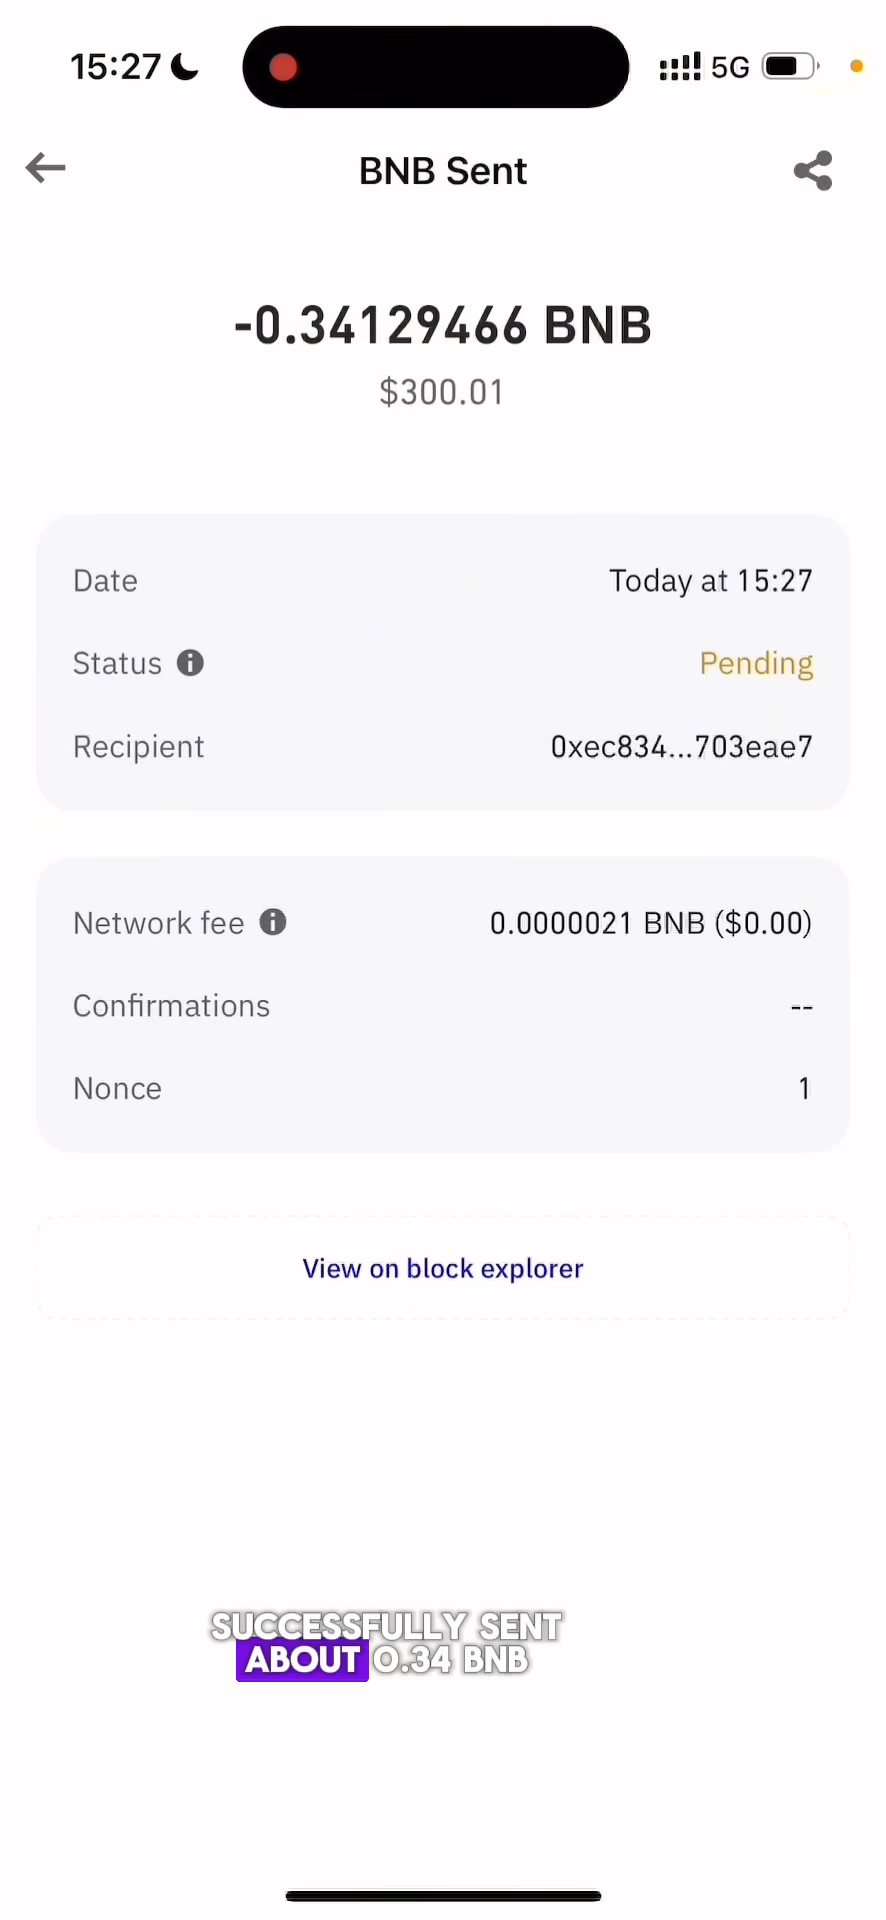 15:27 5G
BNB Sent
-0.34129466 BNB
$300.01
Date Today at 15:27
Status Pending
Recipient 0xec834...703eae7
Network fee 0.0000021 BNB ($0.00)
Confirmations --
Nonce 1
View on block explorer
SUCCESSFULLY SENT
ABOUT 0.34 BNB